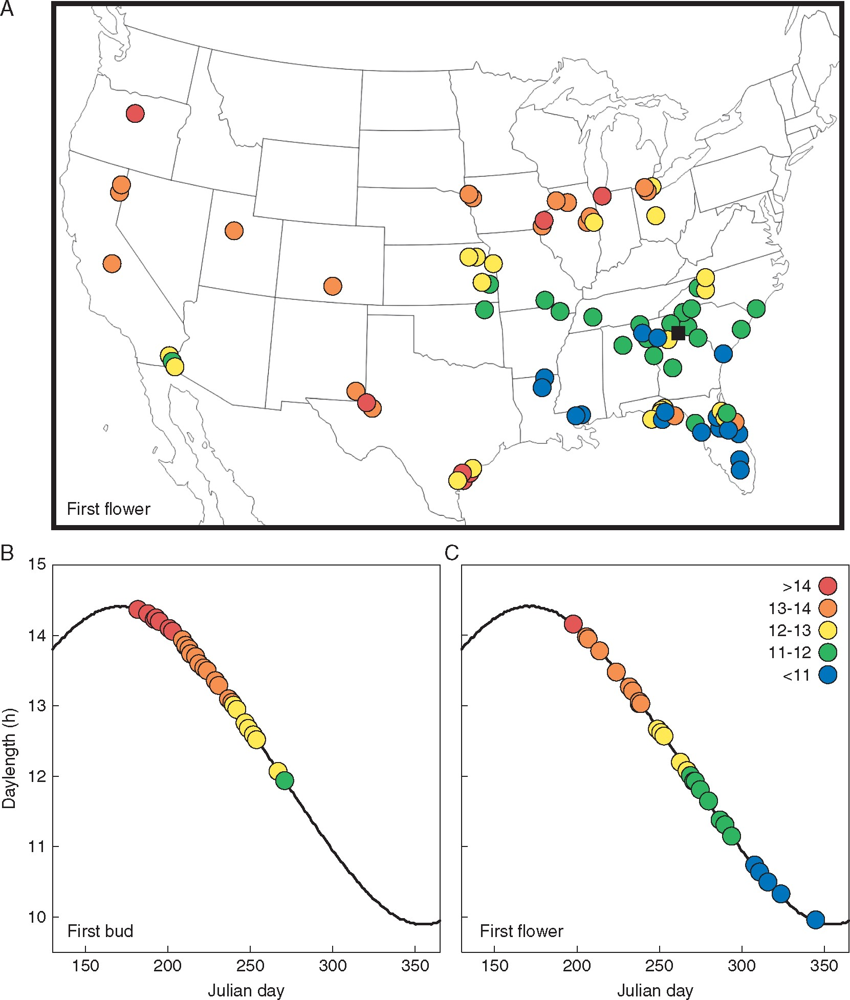 A
First flower
B
C
15
14
13
12
11
10
Daylength (h)
First bud
150
200
250
300
350
Julian day
>14
13-14
12-13
11-12
<11
First flower
150
200
250
300
350
Julian day